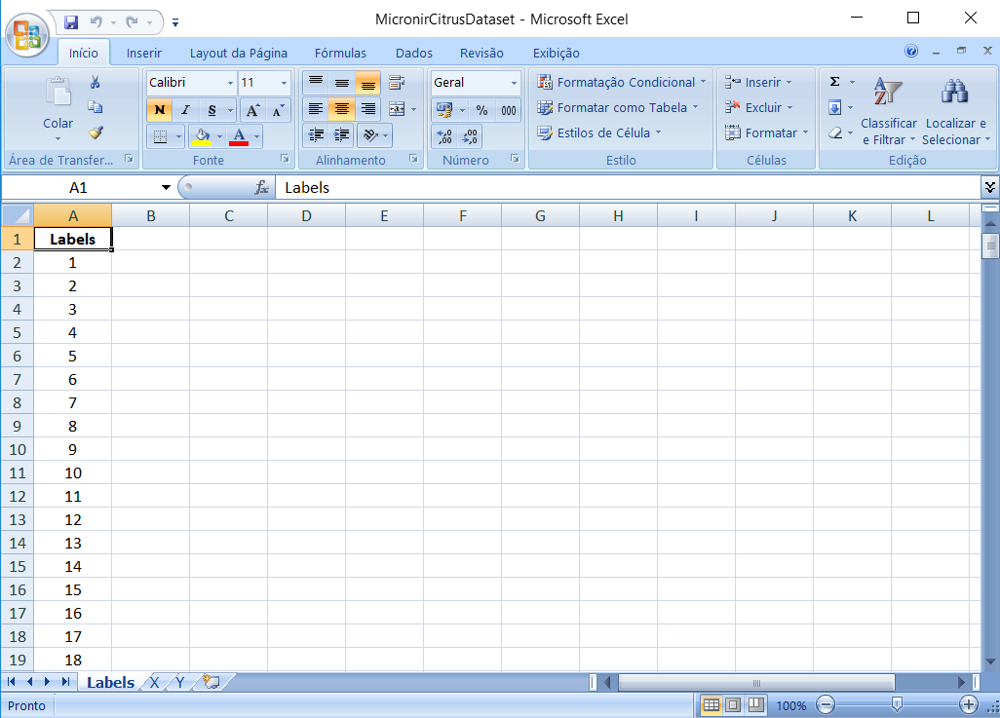 MicronirCitrusDataset - Microsoft Excel
Início Inserir Layout da Página Fórmulas Dados Revisão Exibição
Colar
Área de Transfer...
Calibri 11
N I S A A
A
Fonte
Alinhamento
Geral
% 000
,00 ,0
Número
Formatação Condicional
Formatar como Tabela
Estilos de Célula
Estilo
Inserir
Excluir
Formatar
Células
Σ
Classificar e Filtrar
Localizar e Selecionar
Edição
A1 fx Labels
A B C D E F G H I J K L
1 Labels
2 1
3 2
4 3
5 4
6 5
7 6
8 7
9 8
10 9
11 10
12 11
13 12
14 13
15 14
16 15
17 16
18 17
19 18
Labels X Y
Pronto 100%